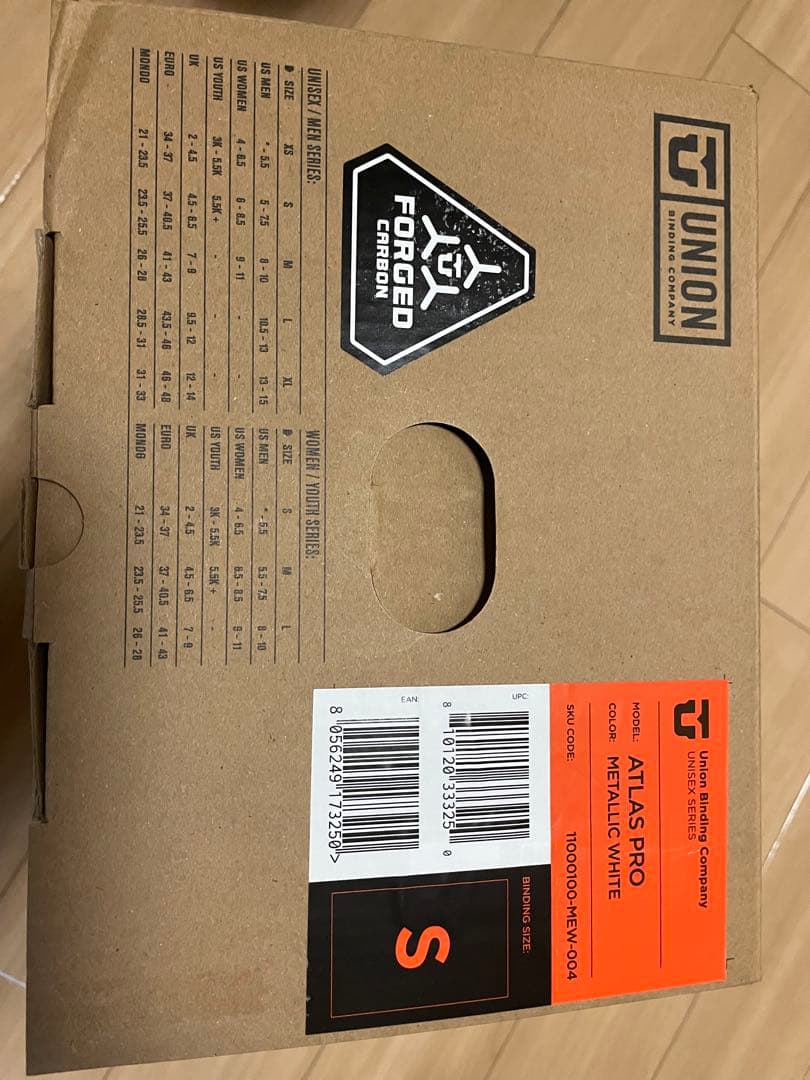 UNION
BINDING COMPANY
FORGED
CARBON
UNISEX / MEN SERIES:
SIZE XS S M L XL
US MEN * - 5.5 5 - 7.5 8 - 10 10.5 - 13 13 - 15
US WOMEN 4 - 6.5 6 - 8.5 9 - 11 - -
US YOUTH 3K - 5.5K 5.5K + - - -
UK 2 - 4.5 4.5 - 6.5 7 - 9 9.5 - 12 12 - 14
EURO 34 - 37 37 - 40.5 41 - 43 43.5 - 46 46 - 48
MONDO 21 - 23.5 23.5 - 25.5 26 - 28 28.5 - 31 31 - 33
WOMEN / YOUTH SERIES:
SIZE S M L
US MEN * - 5.5 5.5 - 7.5 8 - 10
US WOMEN 4 - 6.5 6.5 - 8.5 9 - 11
US YOUTH 3K - 5.5K 5.5K + -
UK 2 - 4.5 4.5 - 6.5 7 - 9
EURO 34 - 37 37 - 40.5 41 - 43
MONDO 21 - 23.5 23.5 - 25.5 26 - 28
Union Binding Company
UNISEX SERIES
MODEL: ATLAS PRO
COLOR: METALLIC WHITE
SKU CODE: 11000100-MEW-004
UPC:
8 10120 33325 0
EAN:
8 056249 173250 >
BINDING SIZE:
S